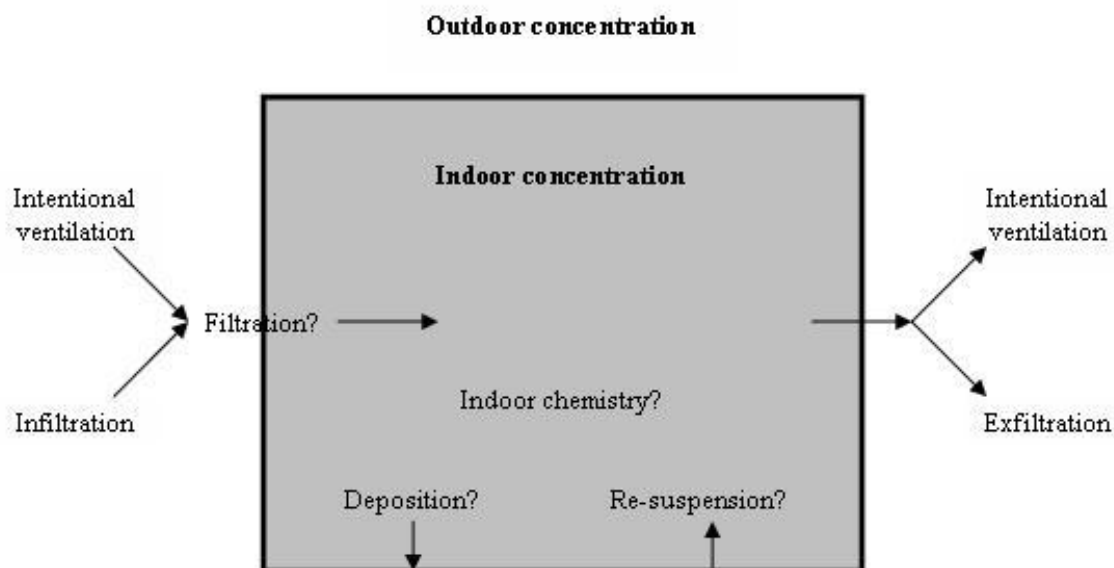 Outdoor concentration
Indoor concentration
Intentional
ventilation
Intentional
ventilation
Filtration?
Indoor chemistry?
Infiltration
Exfiltration
Deposition?
Re-suspension?